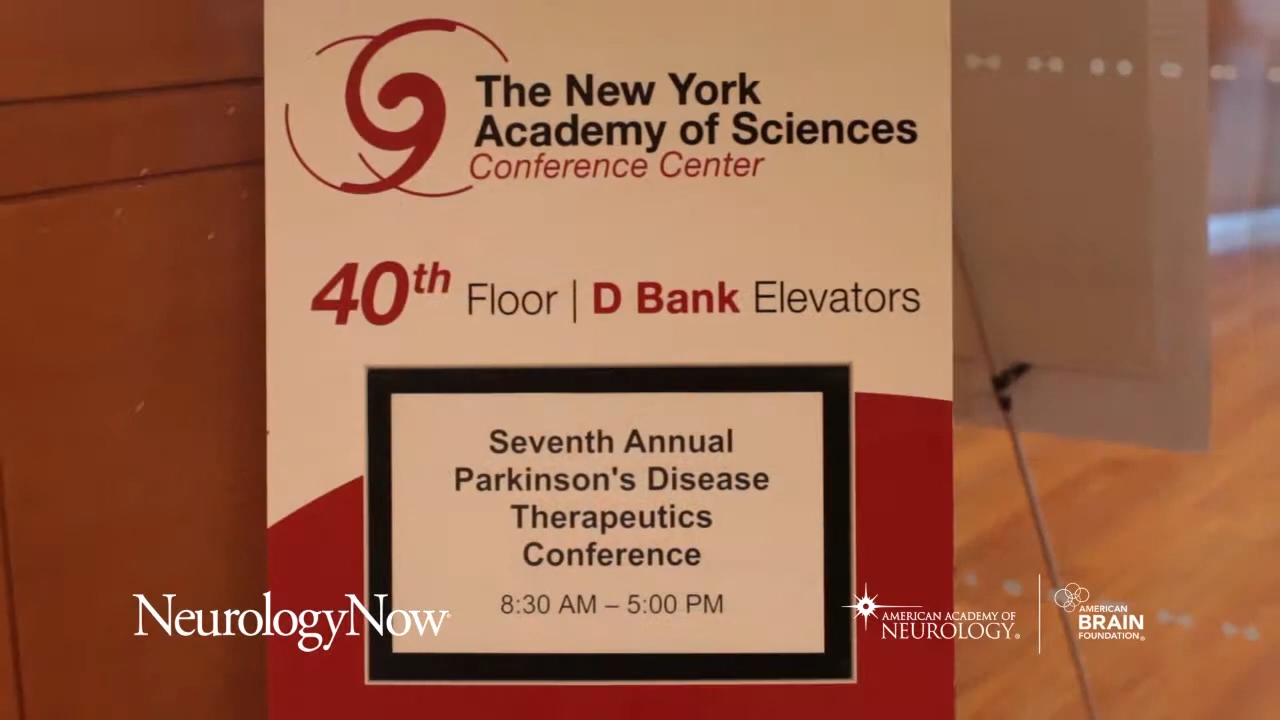 The New York
Academy of Sciences
Conference Center
40th Floor | D Bank Elevators
Seventh Annual
Parkinson's Disease
Therapeutics
Conference
8:30 AM – 5:00 PM
NeurologyNow®
AMERICAN ACADEMY OF
NEUROLOGY®
AMERICAN
BRAIN
FOUNDATION®